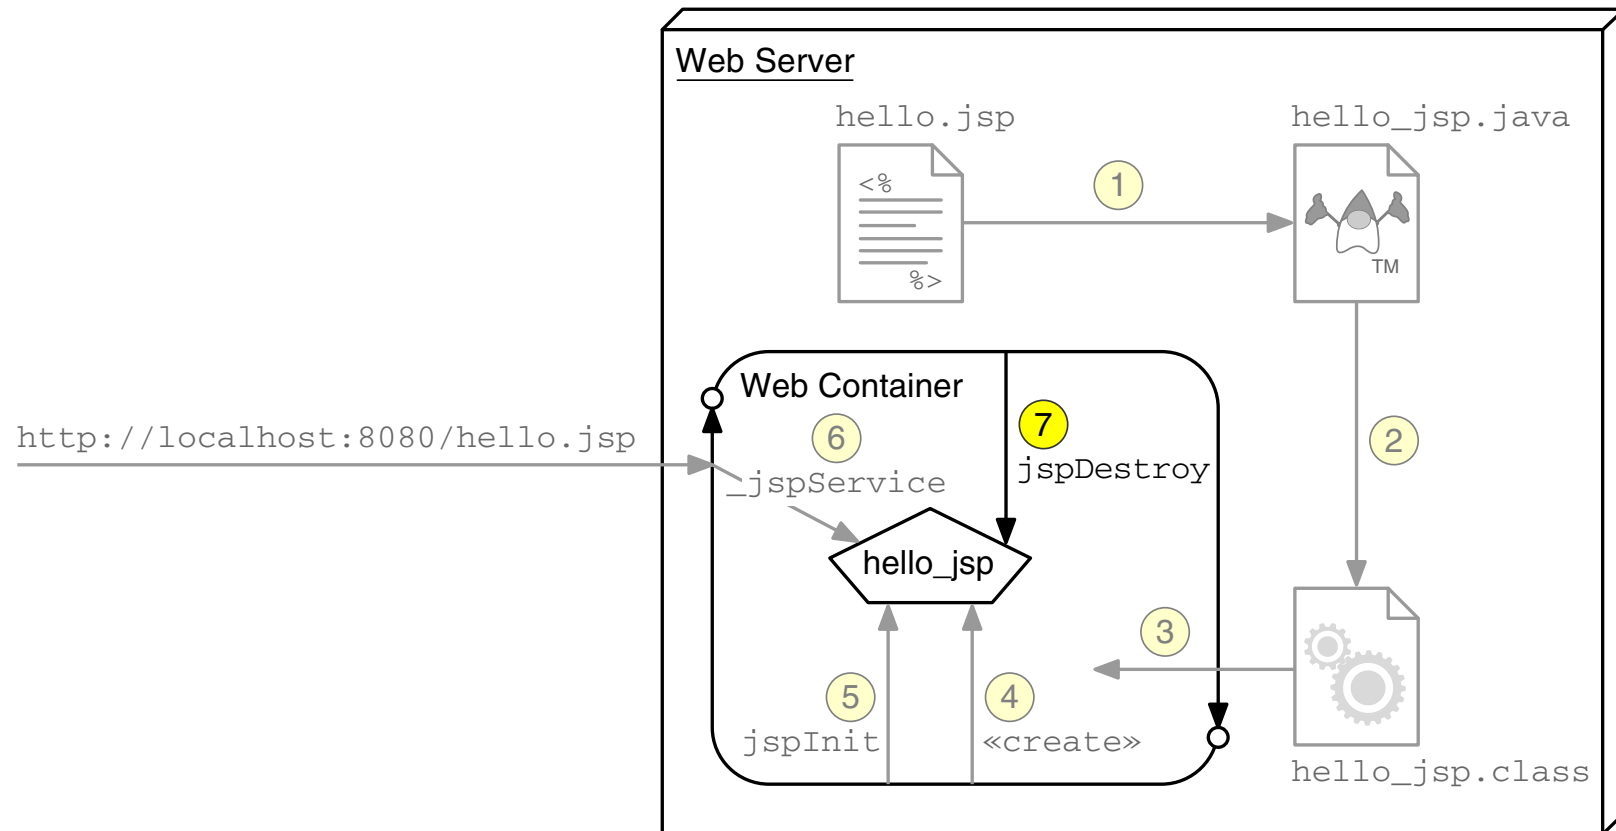 Web Server
hello.jsp
hello_jsp.java
<%
%>
1
TM
Web Container
http://localhost:8080/hello.jsp
6
7
2
_jspService
jspDestroy
hello_jsp
3
5
4
jspInit
«create»
hello_jsp.class